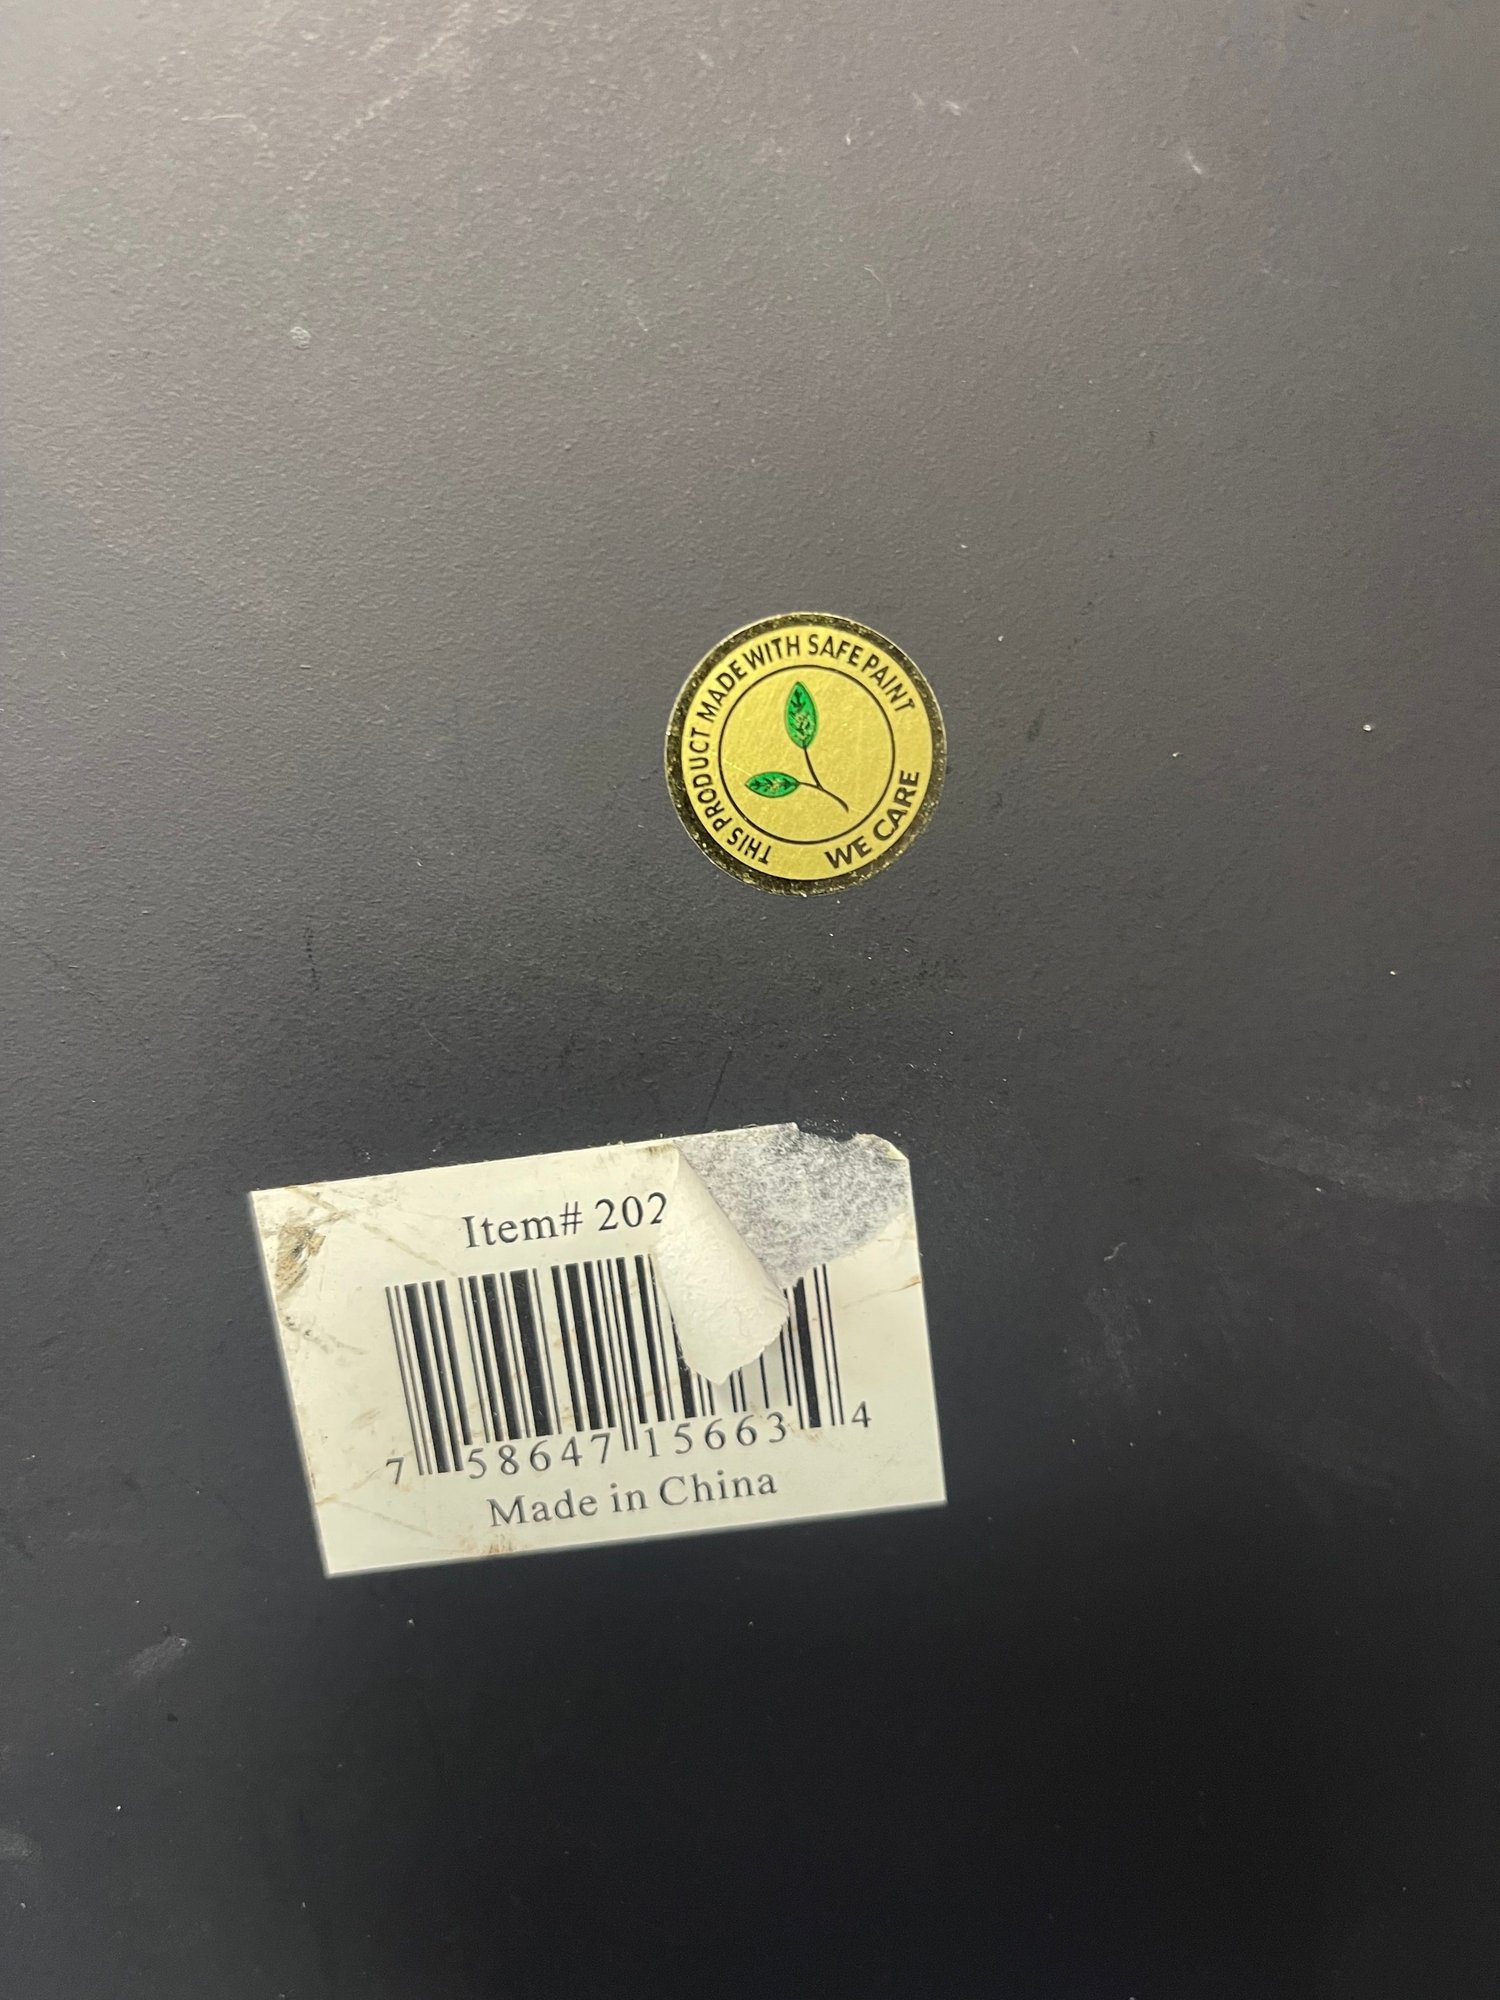 THIS PRODUCT MADE WITH SAFE PAINT
WE CARE
Item# 202
7 58647 15663 4
Made in China